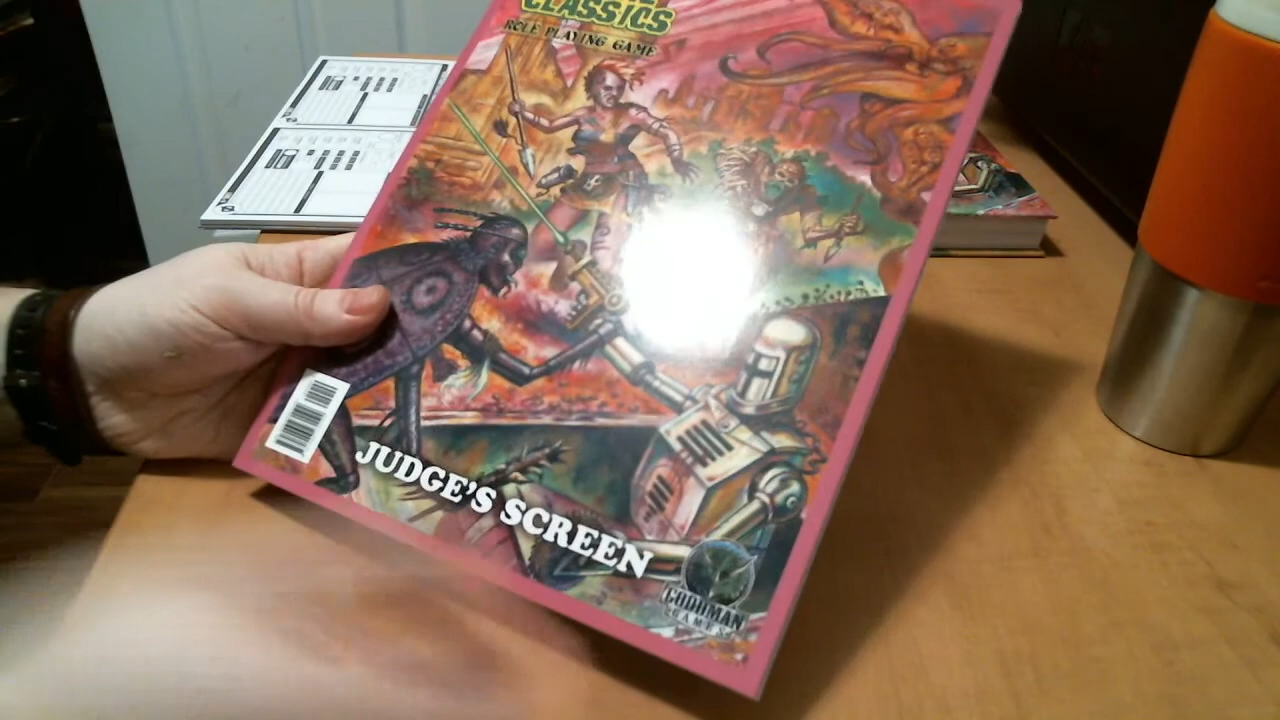 CLASSICS
ROLE PLAYING GAME
JUDGE'S SCREEN
GOODMAN
GAMES